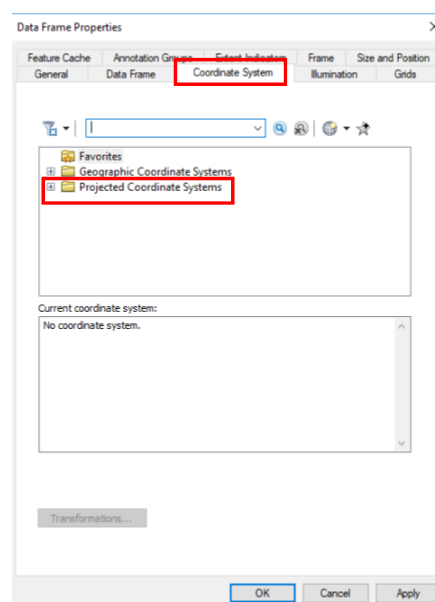 Data Frame Properties
Feature Cache Annotation Groups Extent Indicators Frame Size and Position
General Data Frame Coordinate System Illumination Grids
Favorites
Geographic Coordinate Systems
Projected Coordinate Systems
Current coordinate system:
No coordinate system.
Transformations...
OK Cancel Apply